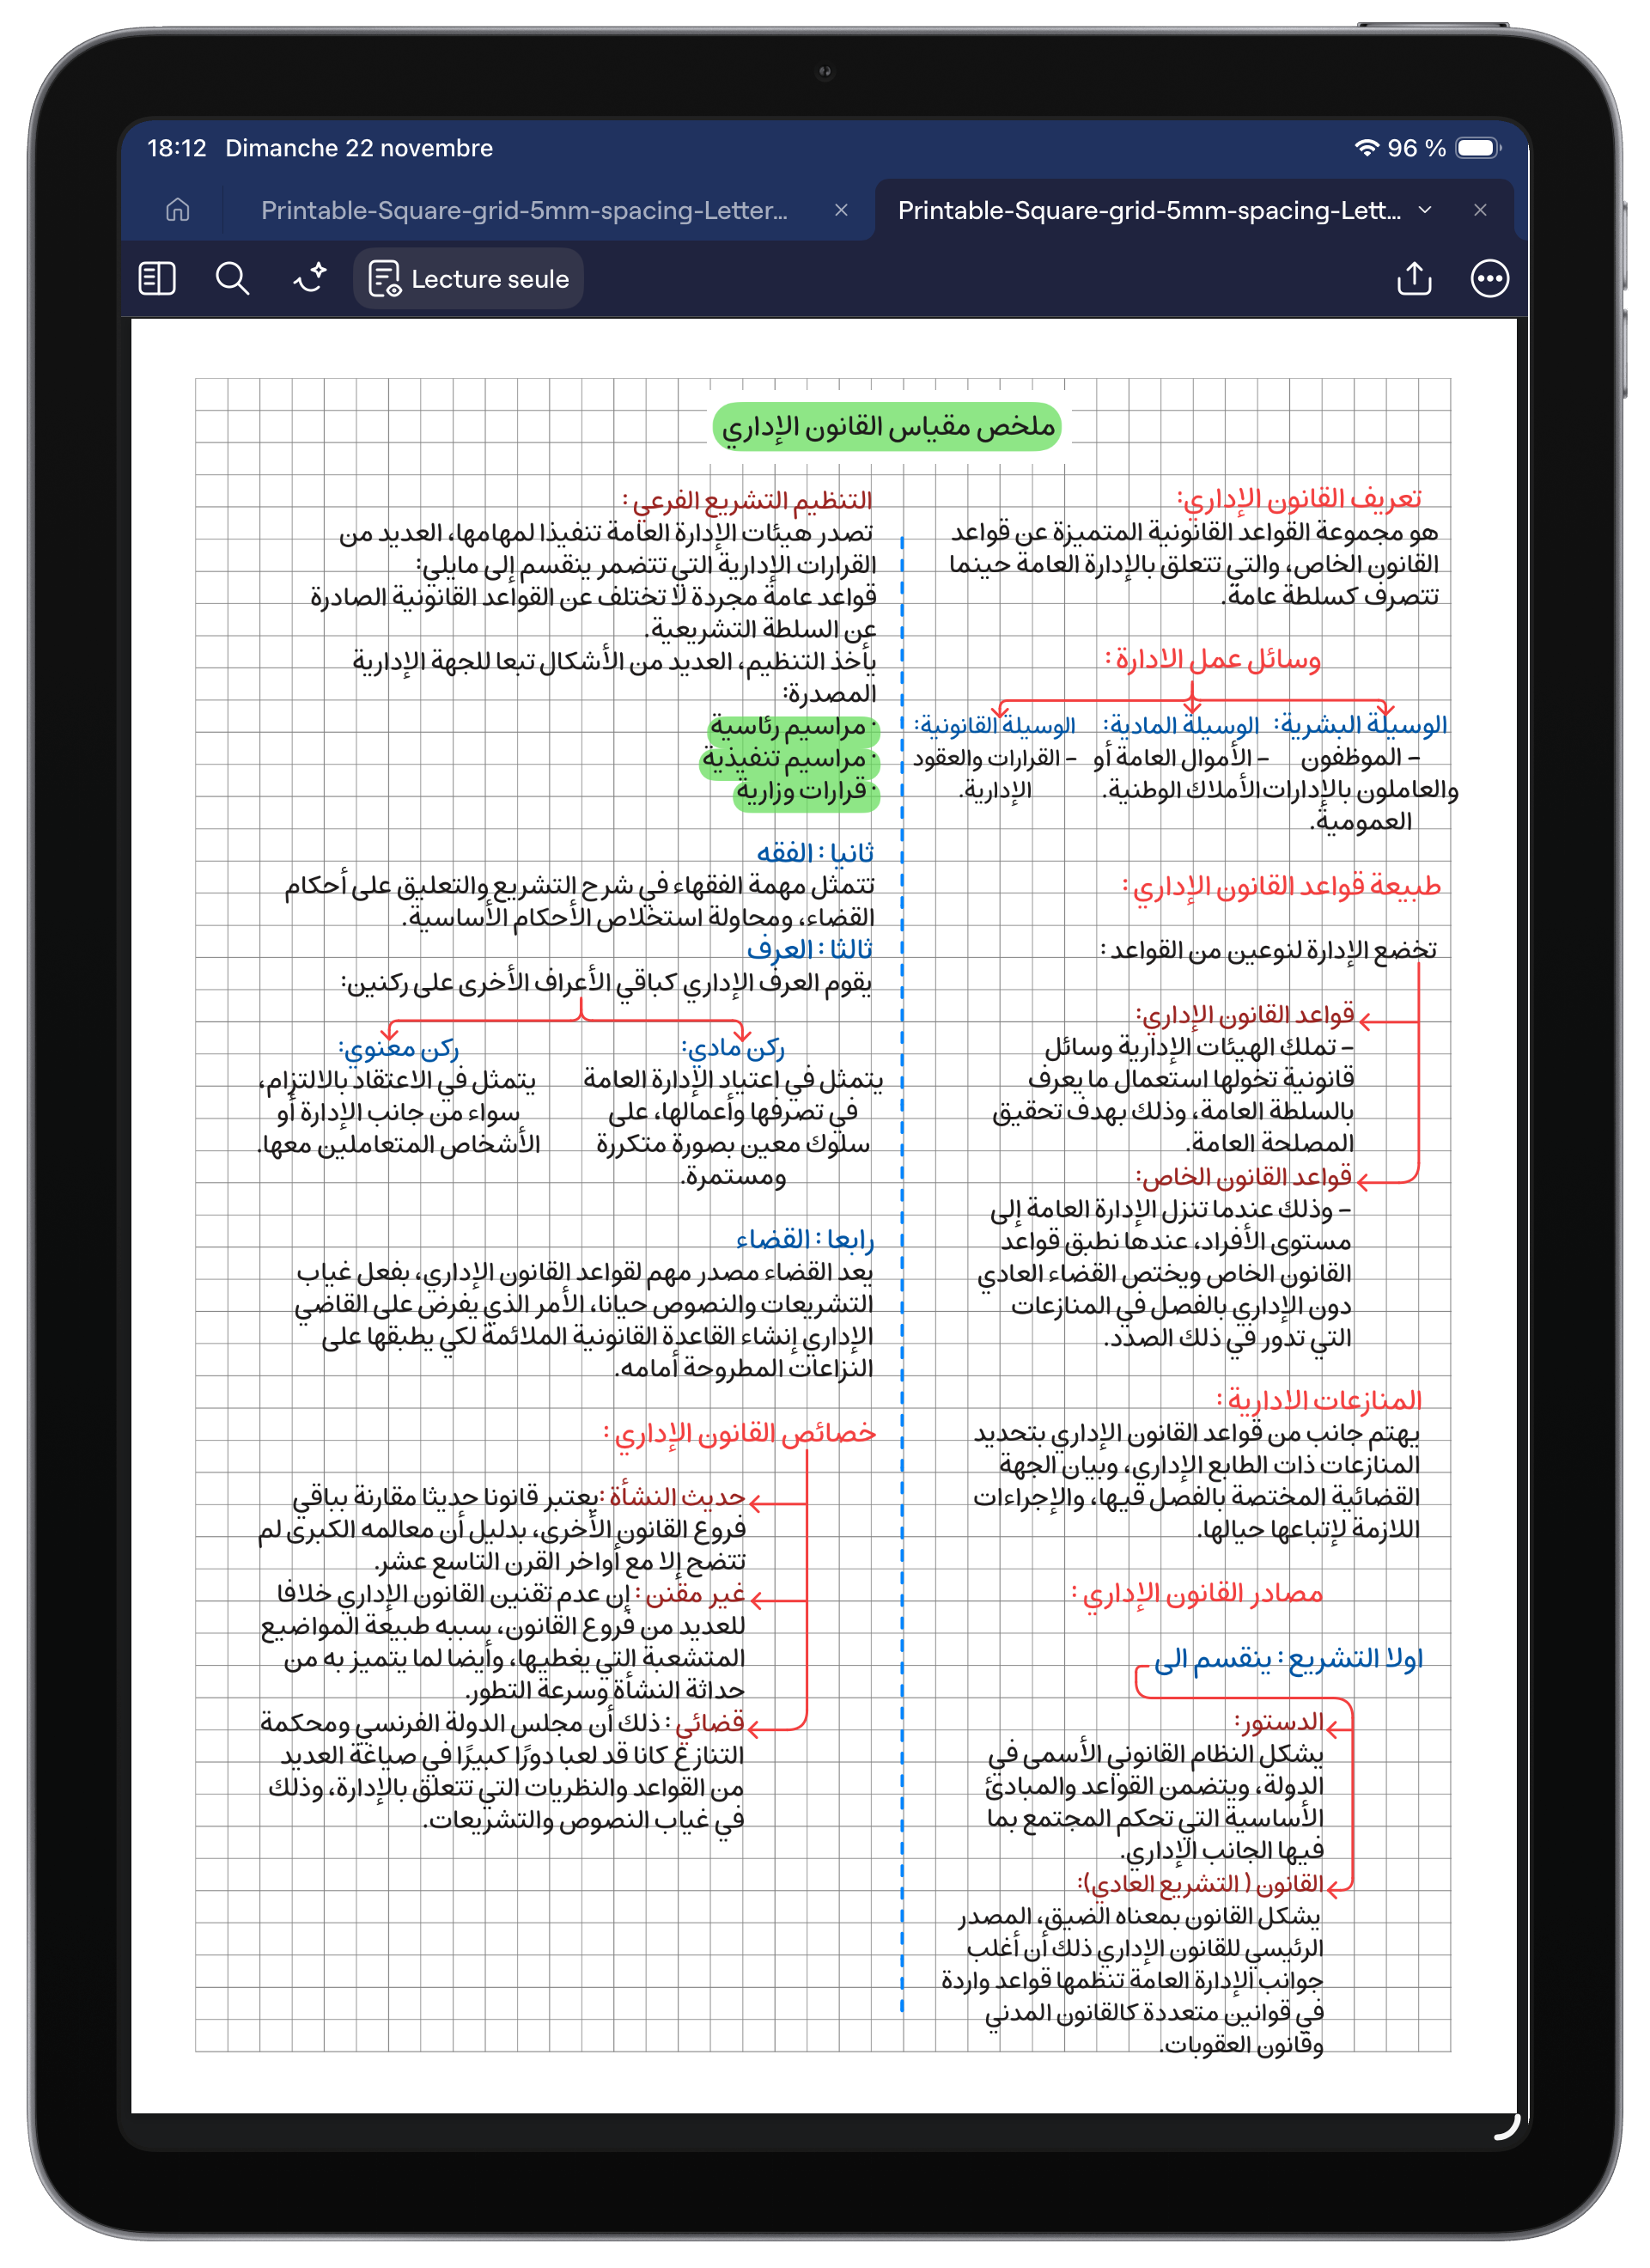 18:12 Dimanche 22 novembre
96 %
Printable-Square-grid-5mm-spacing-Letter...
Printable-Square-grid-5mm-spacing-Lett...
Lecture seule
ملخص مقياس القانون الإداري
تعريف القانون الإداري:
هو مجموعة القواعد القانونية المتميزة عن قواعد
القانون الخاص، والتي تتعلق بالإدارة العامة حينما
تتصرف كسلطة عامة.
وسائل عمل الادارة :
الوسيلة البشرية:
– الموظفون
والعاملون بالإدارات
العمومية.
الوسيلة المادية:
– الأموال العامة أو
الأملاك الوطنية.
الوسيلة القانونية:
– القرارات والعقود
الإدارية.
طبيعة قواعد القانون الإداري :
تخضع الإدارة لنوعين من القواعد :
قواعد القانون الإداري:
– تملك الهيئات الإدارية وسائل
قانونية تخولها استعمال ما يعرف
بالسلطة العامة، وذلك بهدف تحقيق
المصلحة العامة.
قواعد القانون الخاص:
– وذلك عندما تنزل الإدارة العامة إلى
مستوى الأفراد، عندها نطبق قواعد
القانون الخاص ويختص القضاء العادي
دون الإداري بالفصل في المنازعات
التي تدور في ذلك الصدد.
المنازعات الادارية :
يهتم جانب من قواعد القانون الإداري بتحديد
المنازعات ذات الطابع الإداري، وبيان الجهة
القضائية المختصة بالفصل فيها، والإجراءات
اللازمة لإتباعها حيالها.
مصادر القانون الإداري :
اولا التشريع : ينقسم الى
الدستور:
يشكل النظام القانوني الأسمى في
الدولة، ويتضمن القواعد والمبادئ
الأساسية التي تحكم المجتمع بما
فيها الجانب الإداري.
القانون ( التشريع العادي):
يشكل القانون بمعناه الضيق، المصدر
الرئيسي للقانون الإداري ذلك أن أغلب
جوانب الإدارة العامة تنظمها قواعد واردة
في قوانين متعددة كالقانون المدني
وقانون العقوبات.
التنظيم التشريع الفرعي :
تصدر هيئات الإدارة العامة تنفيذا لمهامها، العديد من
القرارات الإدارية التي تتضمر ينقسم إلى مايلي:
قواعد عامة مجردة لا تختلف عن القواعد القانونية الصادرة
عن السلطة التشريعية.
يأخذ التنظيم، العديد من الأشكال تبعا للجهة الإدارية
المصدرة:
· مراسيم رئاسية
· مراسيم تنفيذية
· قرارات وزارية
ثانيا : الفقه
تتمثل مهمة الفقهاء في شرح التشريع والتعليق على أحكام
القضاء، ومحاولة استخلاص الأحكام الأساسية.
ثالثا : العرف
يقوم العرف الإداري كباقي الأعراف الأخرى على ركنين:
ركن مادي:
يتمثل في اعتياد الإدارة العامة
في تصرفها وأعمالها، على
سلوك معين بصورة متكررة
ومستمرة.
ركن معنوي:
يتمثل في الاعتقاد بالالتزام،
سواء من جانب الإدارة أو
الأشخاص المتعاملين معها.
رابعا : القضاء
يعد القضاء مصدر مهم لقواعد القانون الإداري، بفعل غياب
التشريعات والنصوص حيانا، الأمر الذي يفرض على القاضي
الإداري إنشاء القاعدة القانونية الملائمة لكي يطبقها على
النزاعات المطروحة أمامه.
خصائص القانون الإداري :
حديث النشأة :يعتبر قانونا حديثا مقارنة بباقي
فروع القانون الأخرى، بدليل أن معالمه الكبرى لم
تتضح إلا مع أواخر القرن التاسع عشر.
غير مقنن : إن عدم تقنين القانون الإداري خلافا
للعديد من فروع القانون، سببه طبيعة المواضيع
المتشعبة التي يغطيها، وأيضا لما يتميز به من
حداثة النشأة وسرعة التطور.
قضائي : ذلك أن مجلس الدولة الفرنسي ومحكمة
التنازع كانا قد لعبا دورًا كبيرًا في صياغة العديد
من القواعد والنظريات التي تتعلق بالإدارة، وذلك
في غياب النصوص والتشريعات.